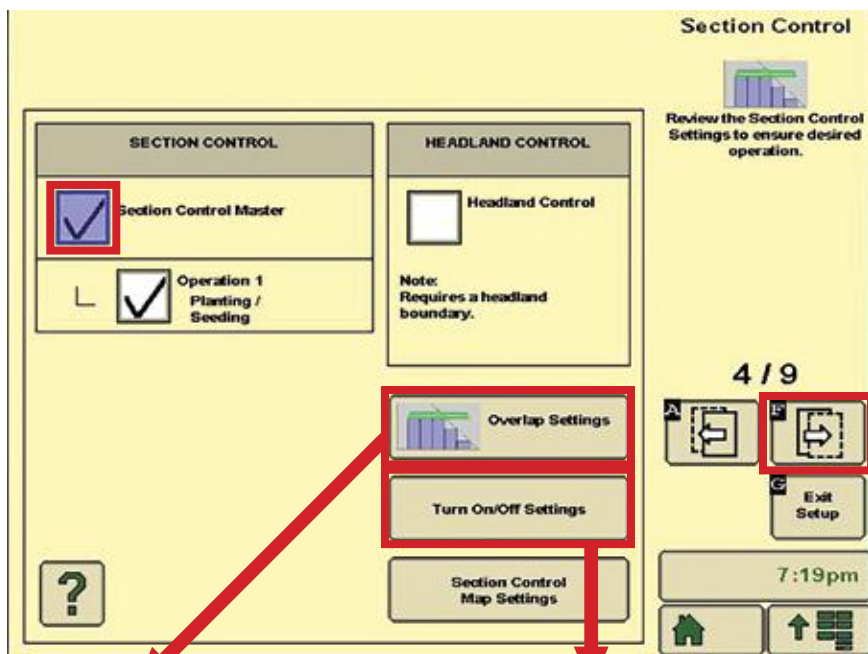 Section Control
Review the Section Control
Settings to ensure desired
operation.
SECTION CONTROL
Section Control Master
Operation 1
Planting /
Seeding
HEADLAND CONTROL
Headland Control
Note:
Requires a headland
boundary.
Overlap Settings
Turn On/Off Settings
Section Control
Map Settings
?
4 / 9
A
F
G
Exit
Setup
7:19pm